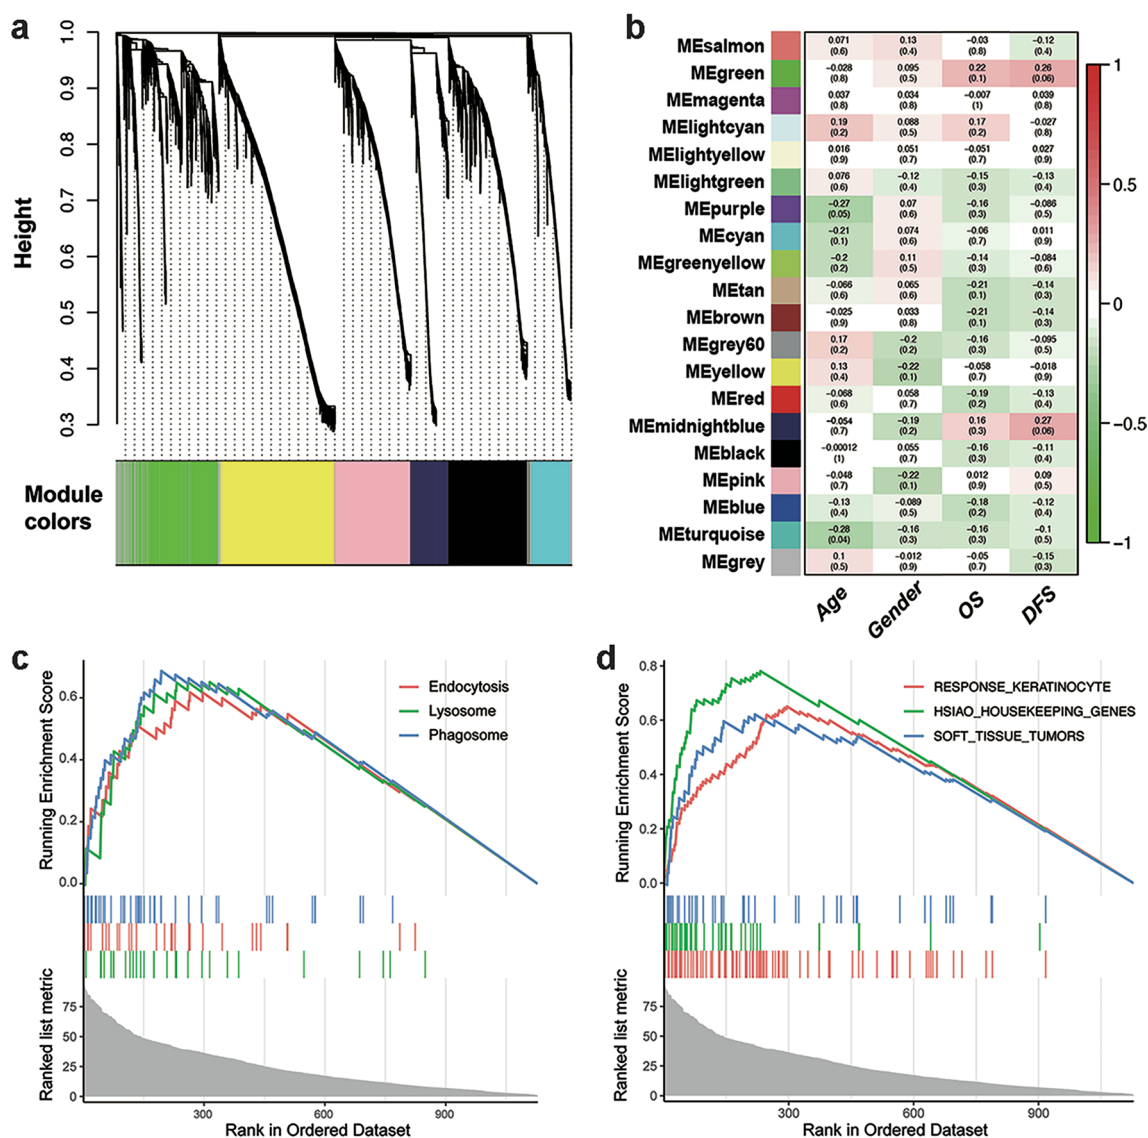 a
1.0
0.9
0.8
0.7
0.6
0.5
0.4
0.3
Height
Module
colors
b
MEsalmon 0.071 0.13 −0.03 −0.12
(0.6) (0.4) (0.8) (0.4)
MEgreen −0.028 0.095 0.22 0.26
(0.8) (0.5) (0.1) (0.06)
MEmagenta 0.037 0.034 −0.007 0.039
(0.8) (0.8) (1) (0.8)
MElightcyan 0.19 0.088 0.17 −0.027
(0.2) (0.5) (0.2) (0.8)
MElightyellow 0.016 0.051 −0.051 0.027
(0.9) (0.7) (0.7) (0.9)
MElightgreen 0.076 −0.12 −0.15 −0.13
(0.6) (0.4) (0.3) (0.4)
MEpurple −0.27 0.07 −0.16 −0.086
(0.05) (0.6) (0.3) (0.5)
MEcyan −0.21 0.074 −0.06 0.011
(0.1) (0.6) (0.7) (0.9)
MEgreenyellow −0.2 0.11 −0.14 −0.084
(0.2) (0.5) (0.3) (0.6)
MEtan −0.066 0.065 −0.21 −0.14
(0.6) (0.6) (0.1) (0.3)
MEbrown −0.025 0.033 −0.21 −0.14
(0.9) (0.8) (0.1) (0.3)
MEgrey60 0.17 −0.2 −0.16 −0.095
(0.2) (0.2) (0.3) (0.5)
MEyellow 0.13 −0.22 −0.058 −0.018
(0.4) (0.1) (0.7) (0.9)
MEred −0.068 0.058 −0.19 −0.13
(0.6) (0.7) (0.2) (0.4)
MEmidnightblue −0.054 −0.19 0.16 0.27
(0.7) (0.2) (0.3) (0.06)
MEblack −0.00012 0.055 −0.16 −0.11
(1) (0.7) (0.3) (0.4)
MEpink −0.048 −0.22 0.012 0.09
(0.7) (0.1) (0.9) (0.5)
MEblue −0.13 −0.089 −0.18 −0.12
(0.4) (0.5) (0.2) (0.4)
MEturquoise −0.28 −0.16 −0.16 −0.1
(0.04) (0.3) (0.3) (0.5)
MEgrey 0.1 −0.012 −0.05 −0.15
(0.5) (0.9) (0.7) (0.3)
Age Gender OS DFS
1
0.5
0
−0.5
−1
c
Running Enrichment Score
0.6
0.4
0.2
0.0
Endocytosis
Lysosome
Phagosome
Ranked list metric
75
50
25
0
300 600 900
Rank in Ordered Dataset
d
Running Enrichment Score
0.8
0.6
0.4
0.2
0.0
RESPONSE_KERATINOCYTE
HSIAO_HOUSEKEEPING_GENES
SOFT_TISSUE_TUMORS
Ranked list metric
75
50
25
0
300 600 900
Rank in Ordered Dataset